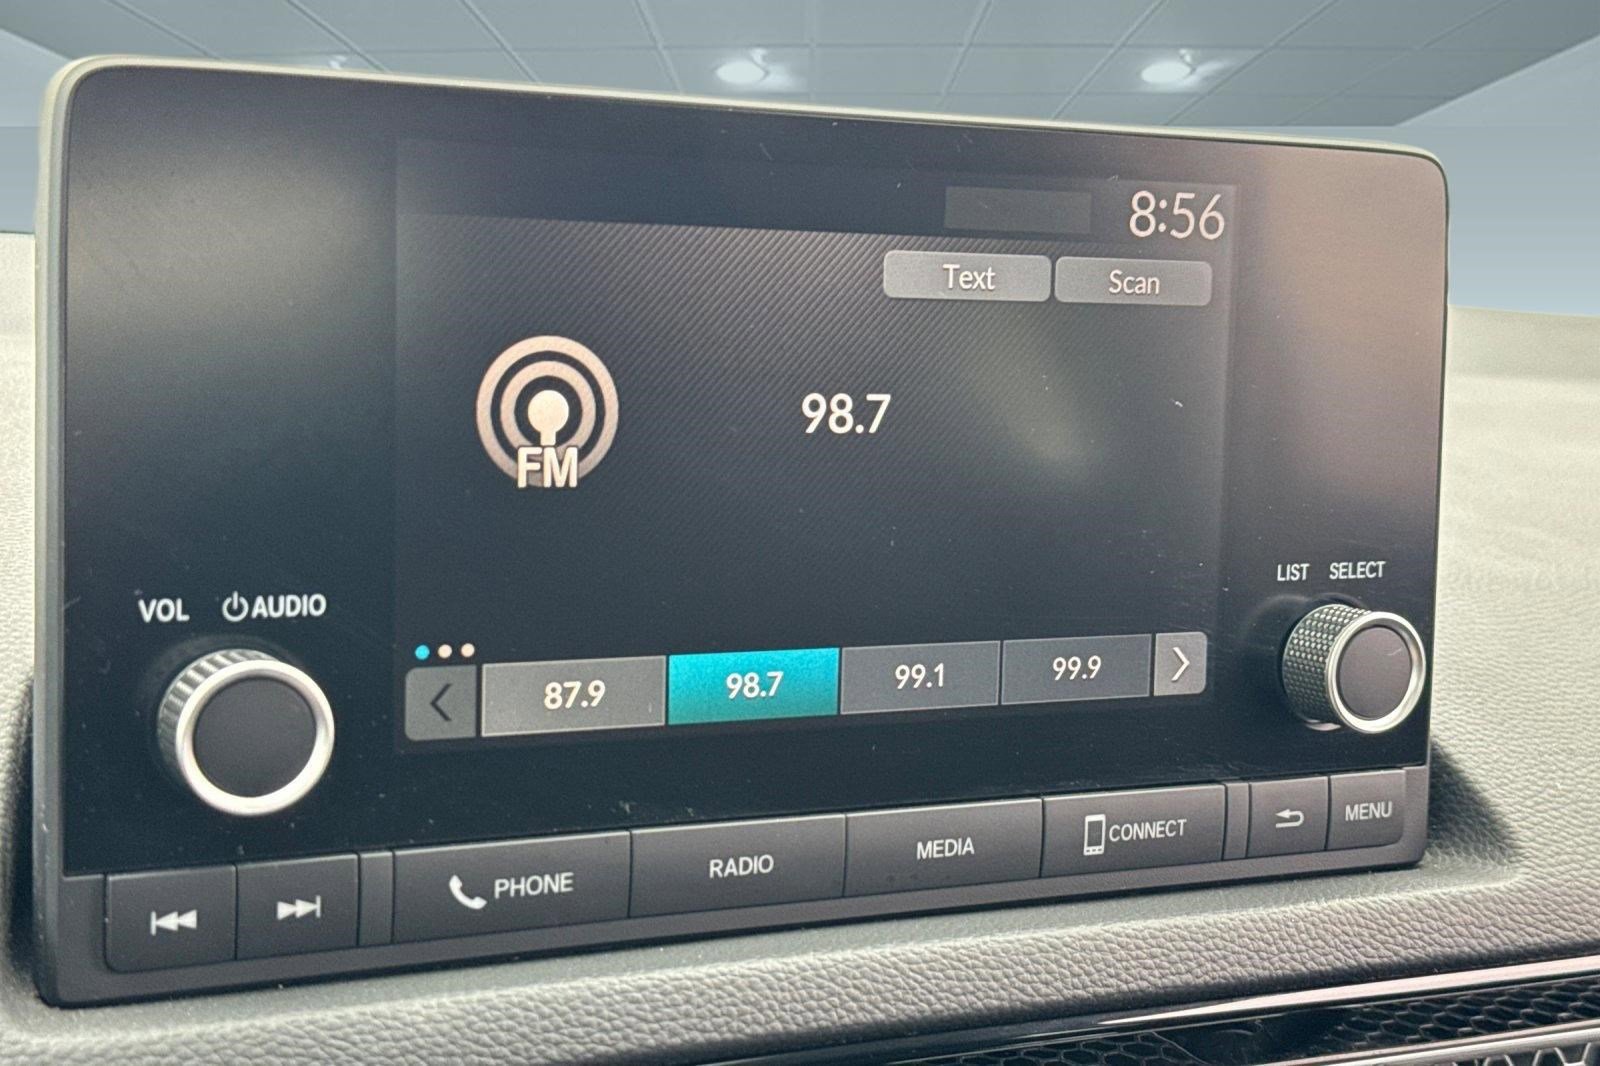 8:56
Text Scan
98.7
FM
LIST SELECT
VOL AUDIO
87.9 98.7 99.1 99.9
PHONE RADIO MEDIA CONNECT MENU